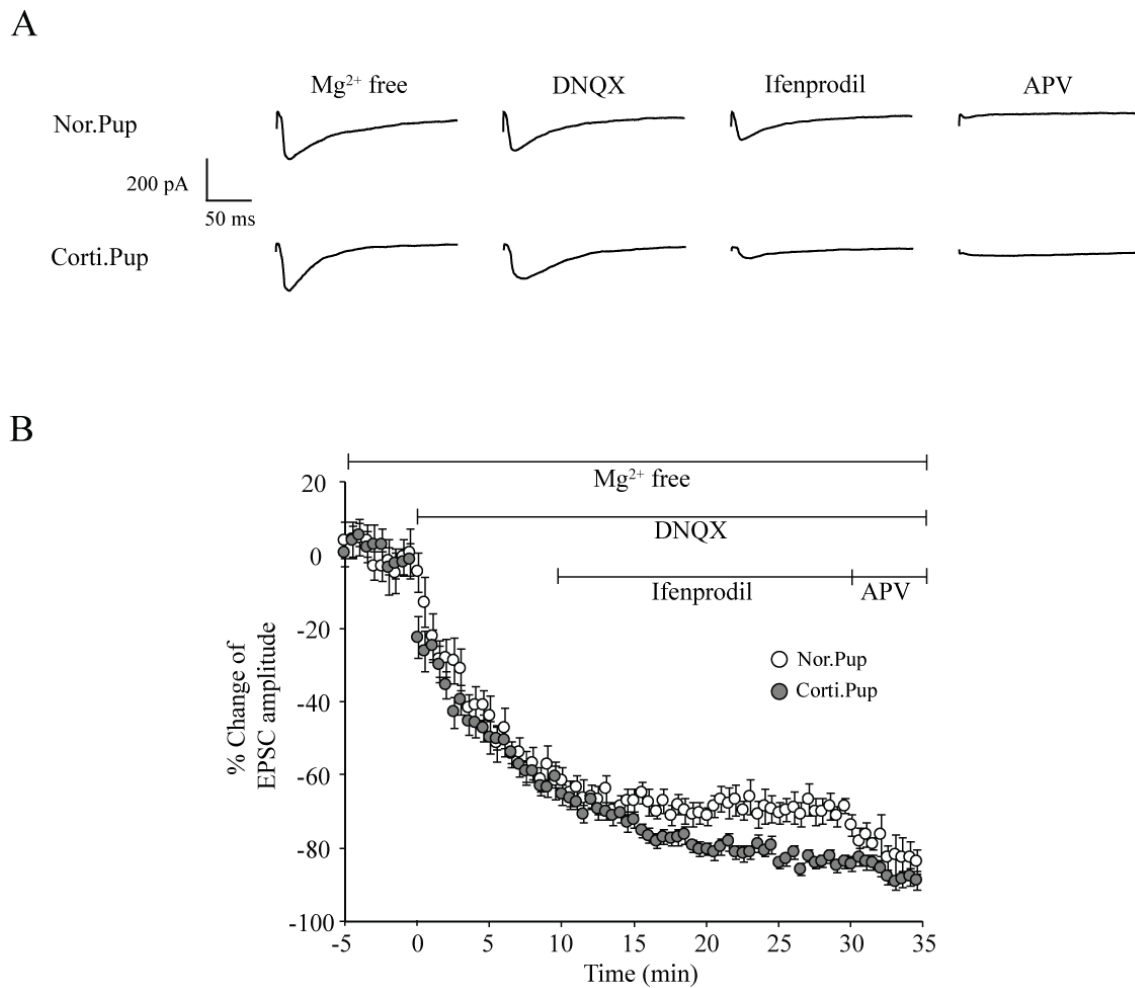 A
Mg²⁺ free DNQX Ifenprodil APV
Nor.Pup
200 pA
50 ms
Corti.Pup
B
Mg²⁺ free
DNQX
Ifenprodil APV
Nor.Pup
Corti.Pup
% Change of
EPSC amplitude
20
0
-20
-40
-60
-80
-100
-5 0 5 10 15 20 25 30 35
Time (min)